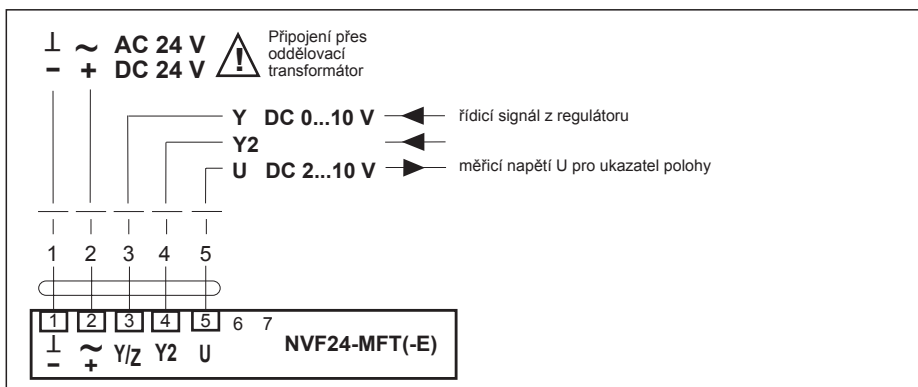 ⊥ ~ AC 24 V
− + DC 24 V
Připojení přes
oddělovací
transformátor
Y DC 0...10 V
řídicí signál z regulátoru
Y2
U DC 2...10 V
měřicí napětí U pro ukazatel polohy
1 2 3 4 5
1 2 3 4 5 6 7
⊥ ~ Y/Z Y2 U
− +
NVF24-MFT(-E)